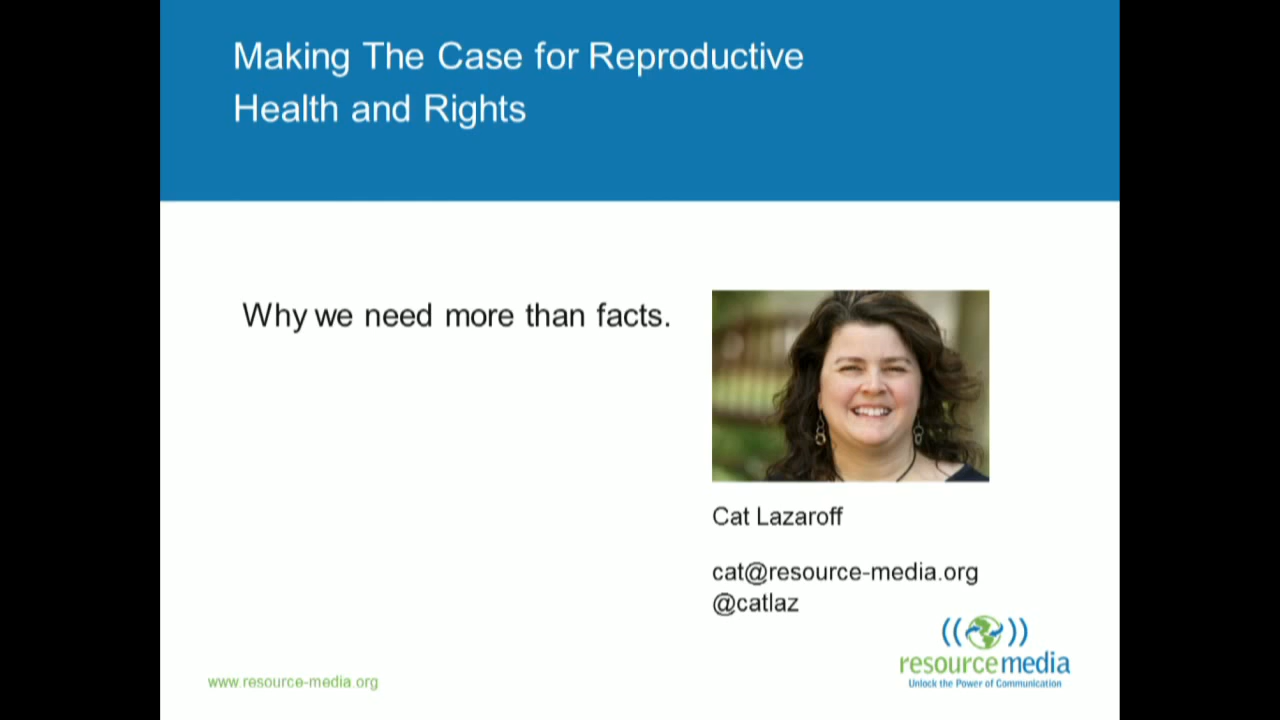 Making The Case for Reproductive
Health and Rights
Why we need more than facts.
Cat Lazaroff
cat@resource-media.org
@catlaz
resourcemedia
Unlock the Power of Communication
www.resource-media.org